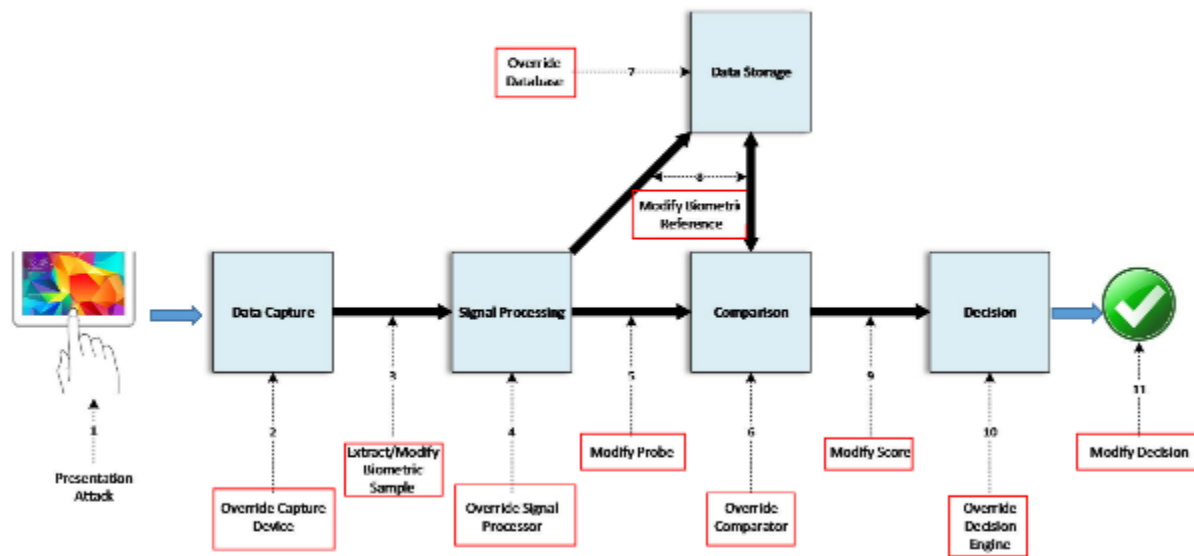 Override
Database
7
Data Storage
8
Modify Biometric
Reference
Data Capture
Signal Processing
Comparison
Decision
1
2
3
4
5
6
9
10
11
Presentation
Attack
Override Capture
Device
Extract/Modify
Biometric
Sample
Override Signal
Processor
Modify Probe
Override
Comparator
Modify Score
Override
Decision
Engine
Modify Decision